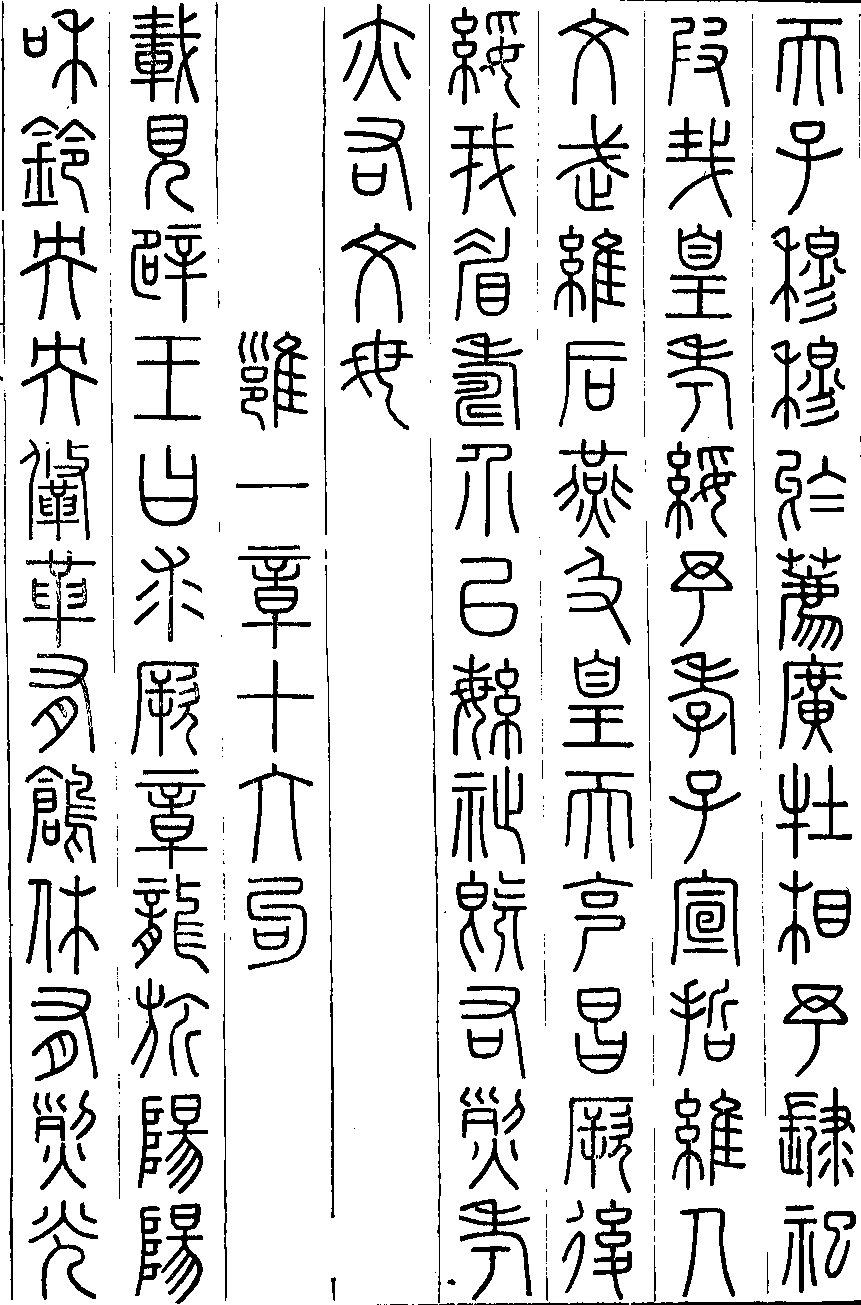 天子穆穆於薦廣牡相予肆祀
叚哉皇考綏予孝子宣哲維人
文武維后燕及皇天克昌厥後
綏我眉壽介以緐祉既右烈考
亦右文母
雝一章十六句
載見辟王曰求厥章龍旂陽陽
和鈴央央鞗革有鶬休有烈光